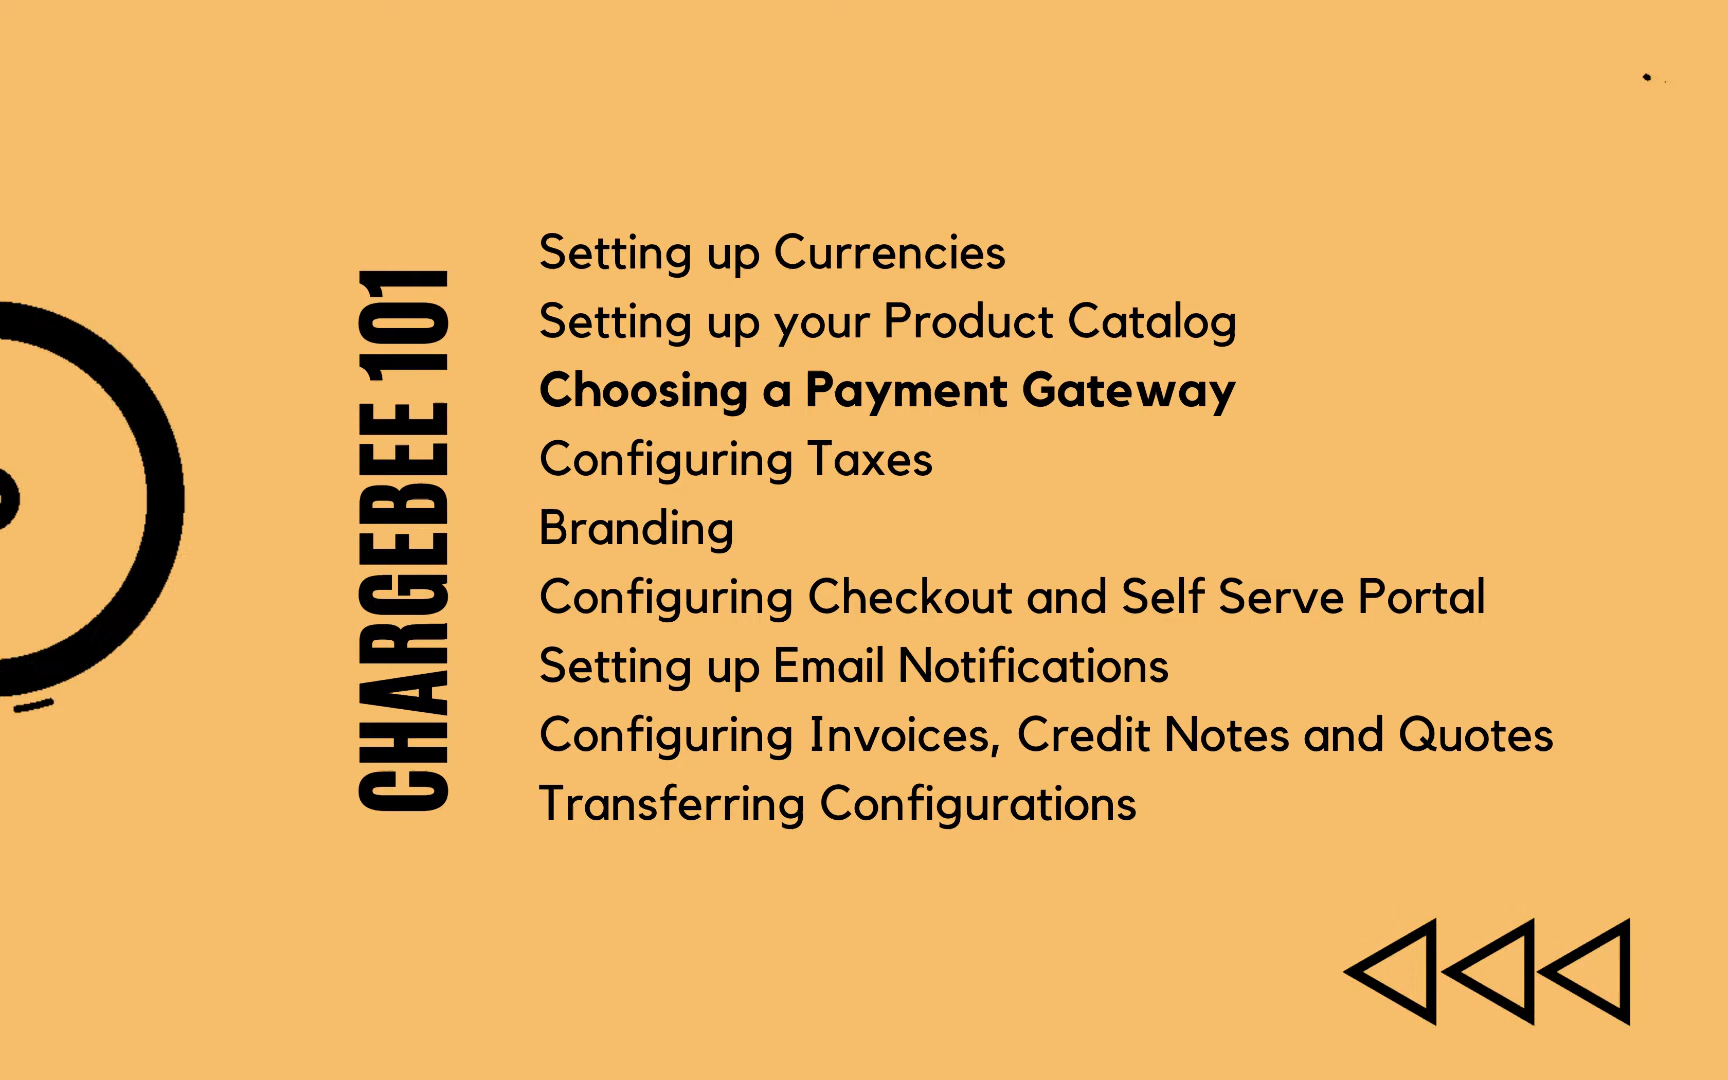 CHARGEBEE 101
Setting up Currencies
Setting up your Product Catalog
Choosing a Payment Gateway
Configuring Taxes
Branding
Configuring Checkout and Self Serve Portal
Setting up Email Notifications
Configuring Invoices, Credit Notes and Quotes
Transferring Configurations